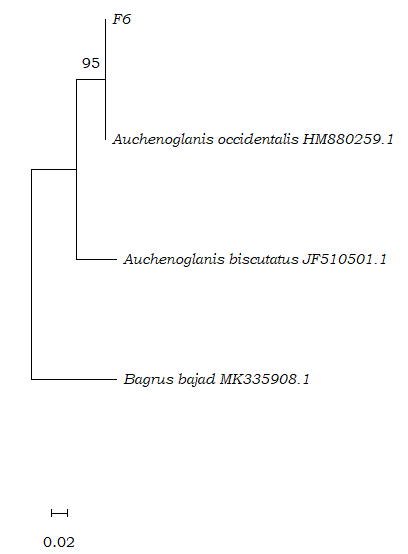 F6
95
Auchenoglanis occidentalis HM880259.1
Auchenoglanis biscutatus JF510501.1
Bagrus bajad MK335908.1
0.02